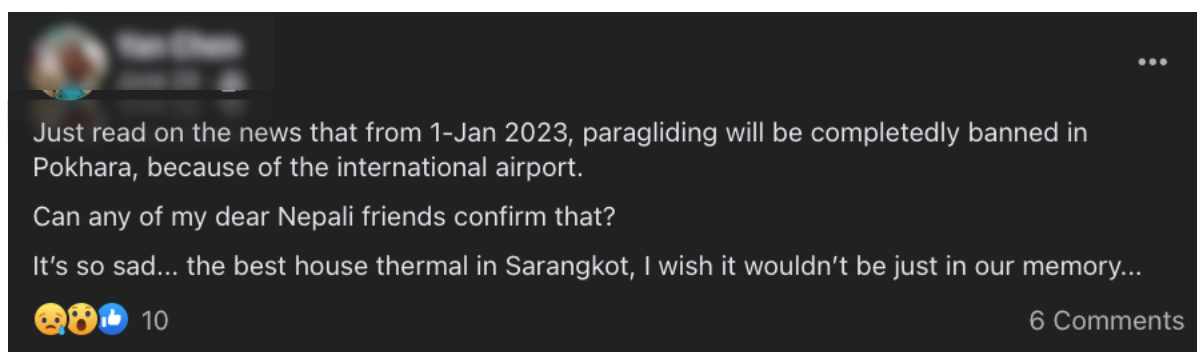 Just read on the news that from 1-Jan 2023, paragliding will be completedly banned in
Pokhara, because of the international airport.
Can any of my dear Nepali friends confirm that?
It's so sad... the best house thermal in Sarangkot, I wish it wouldn't be just in our memory...
10
6 Comments